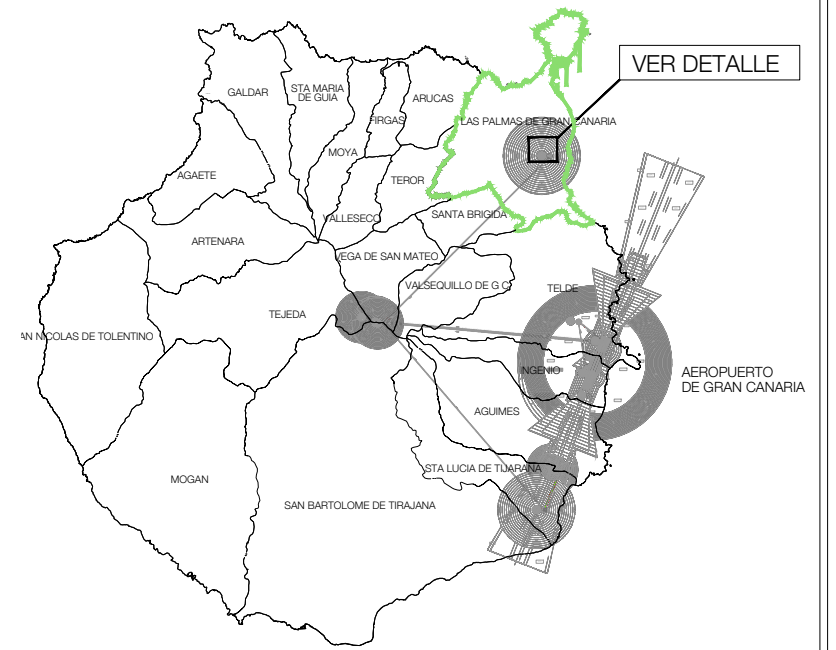 VER DETALLE
GALDAR
STA MARIA
DE GUIA
FIRGAS
ARUCAS
LAS PALMAS DE GRAN CANARIA
MOYA
AGAETE
TEROR
VALLESECO
SANTA BRIGIDA
ARTENARA
VEGA DE SAN MATEO
VALSEQUILLO DE G.C.
TELDE
TEJEDA
AN NICOLAS DE TOLENTINO
INGENIO
AEROPUERTO
DE GRAN CANARIA
AGUIMES
STA LUCIA DE TIJARANA
MOGAN
SAN BARTOLOME DE TIRAJANA